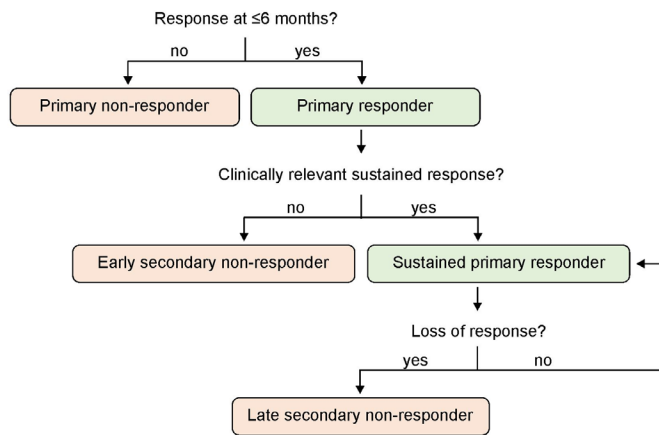 Response at ≤6 months?
no yes
Primary non-responder Primary responder
Clinically relevant sustained response?
no yes
Early secondary non-responder Sustained primary responder
Loss of response?
yes no
Late secondary non-responder